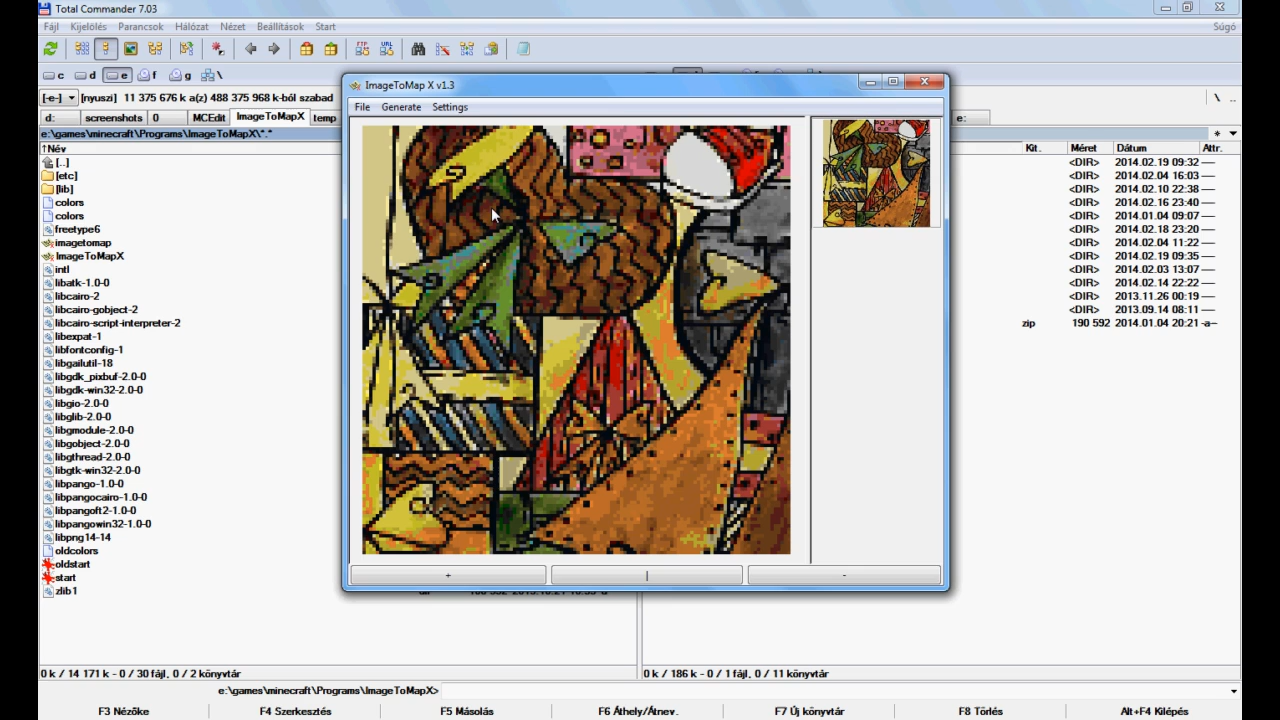 Total Commander 7.03
Fájl Kijelölés Parancsok Hálózat Nézet Beállítások Start Súgó
FTP URL
c d e f g \
[-e-] [nyuszi] 11 375 676 k a(z) 488 375 968 k-ból szabad \ ..
d: screenshots 0 MCEdit ImageToMapX temp e:
e:\games\minecraft\Programs\ImageToMapX\*.* *
↑Név Kit. Méret Dátum Attr.
[..] <DIR> 2014.02.19 09:32 ----
[etc] <DIR> 2014.02.04 16:03 ----
[lib] <DIR> 2014.02.10 22:38 ----
colors <DIR> 2014.02.16 23:40 ----
colors <DIR> 2014.01.04 09:07 ----
freetype6 <DIR> 2014.02.18 23:20 ----
imagetomap <DIR> 2014.02.04 11:22 ----
ImageToMapX <DIR> 2014.02.19 09:35 ----
intl <DIR> 2014.02.03 13:07 ----
libatk-1.0-0 <DIR> 2014.02.14 22:22 ----
libcairo-2 <DIR> 2013.11.26 00:19 ----
libcairo-gobject-2 <DIR> 2013.09.14 08:11 ----
libcairo-script-interpreter-2 zip 190 592 2014.01.04 20:21 -a--
libexpat-1
libfontconfig-1
libgailutil-18
libgdk_pixbuf-2.0-0
libgdk-win32-2.0-0
libgio-2.0-0
libglib-2.0-0
libgmodule-2.0-0
libgobject-2.0-0
libgthread-2.0-0
libgtk-win32-2.0-0
libpango-1.0-0
libpangocairo-1.0-0
libpangoft2-1.0-0
libpangowin32-1.0-0
libpng14-14
oldcolors
oldstart
start
zlib1
ImageToMap X v1.3
File Generate Settings
+ | -
0 k / 14 171 k - 0 / 30 fájl, 0 / 2 könyvtár 0 k / 186 k - 0 / 1 fájl, 0 / 11 könyvtár
e:\games\minecraft\Programs\ImageToMapX>
F3 Nézőke F4 Szerkesztés F5 Másolás F6 Áthely/Átnev. F7 Új könyvtár F8 Törlés Alt+F4 Kilépés